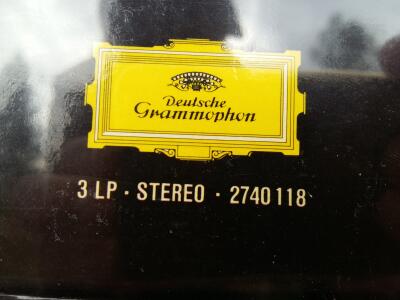 Deutsche
Grammophon
3 LP · STEREO · 2740 118